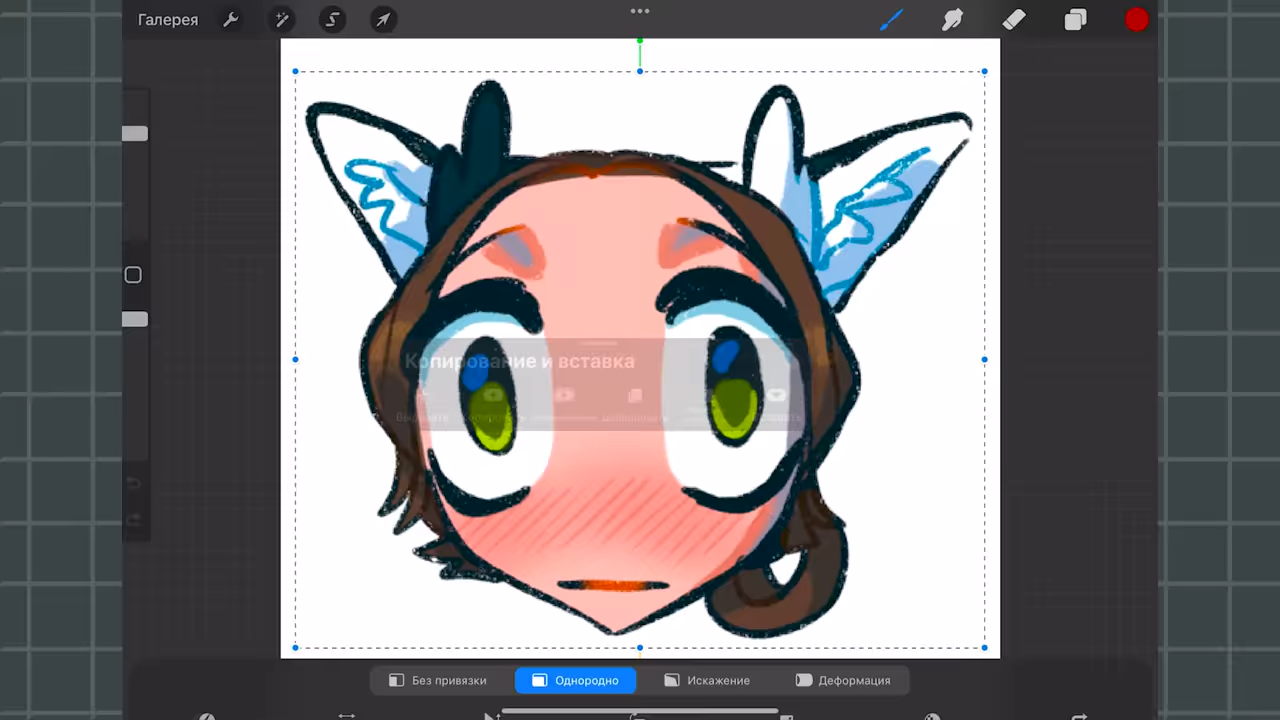 Галерея
Копирование и вставка
Без привязки
Однородно
Искажение
Деформация